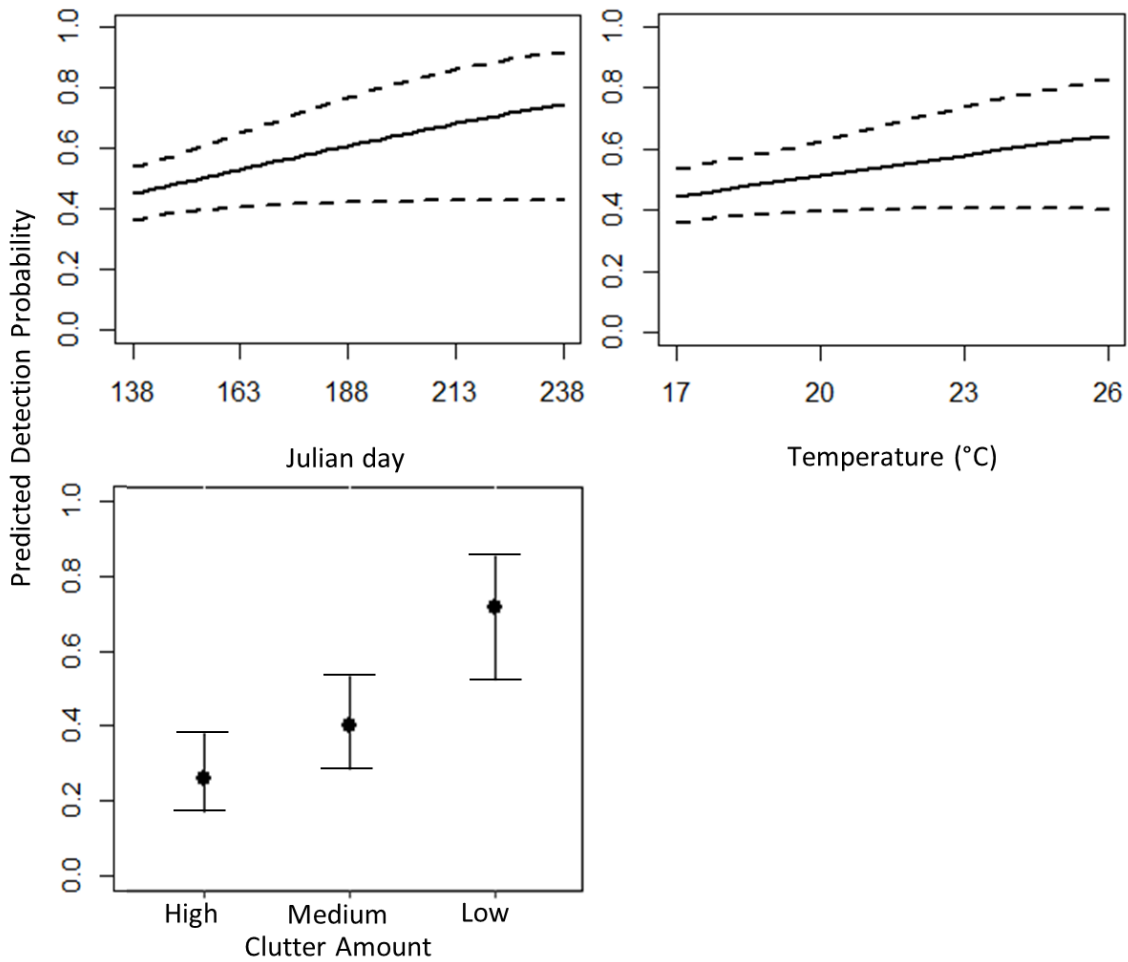 Predicted Detection Probability
1.0
0.8
0.6
0.4
0.2
0.0
138 163 188 213 238
Julian day
1.0
0.8
0.6
0.4
0.2
0.0
17 20 23 26
Temperature (°C)
1.0
0.8
0.6
0.4
0.2
0.0
High Medium Low
Clutter Amount